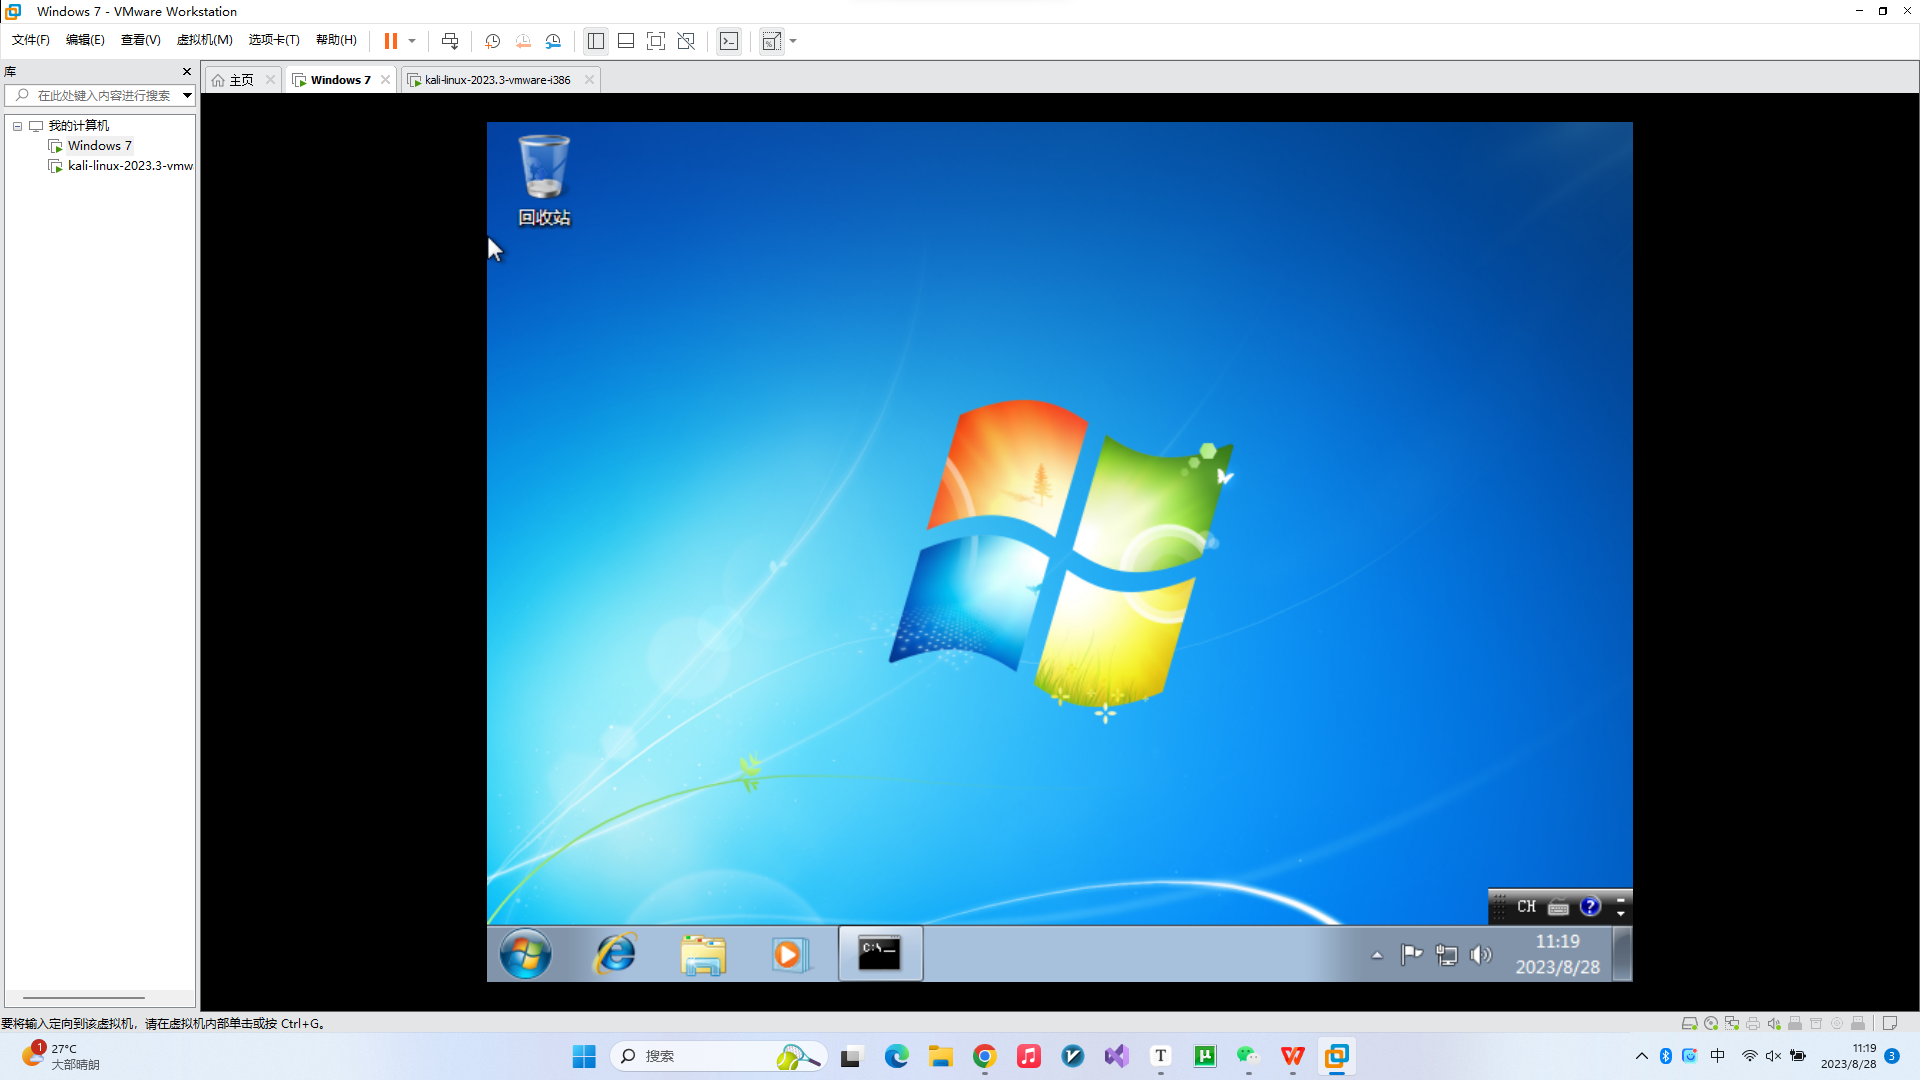 Windows 7 - VMware Workstation
文件(F) 编辑(E) 查看(V) 虚拟机(M) 选项卡(T) 帮助(H)
库
主页
Windows 7
kali-linux-2023.3-vmware-i386
在此处键入内容进行搜索
我的计算机
Windows 7
kali-linux-2023.3-vmw
回收站
C:\
CH
11:19
2023/8/28
要将输入定向到该虚拟机，请在虚拟机内部单击或按 Ctrl+G。
1
27°C
大部晴朗
搜索
T
µ
中
11:19
2023/8/28
3